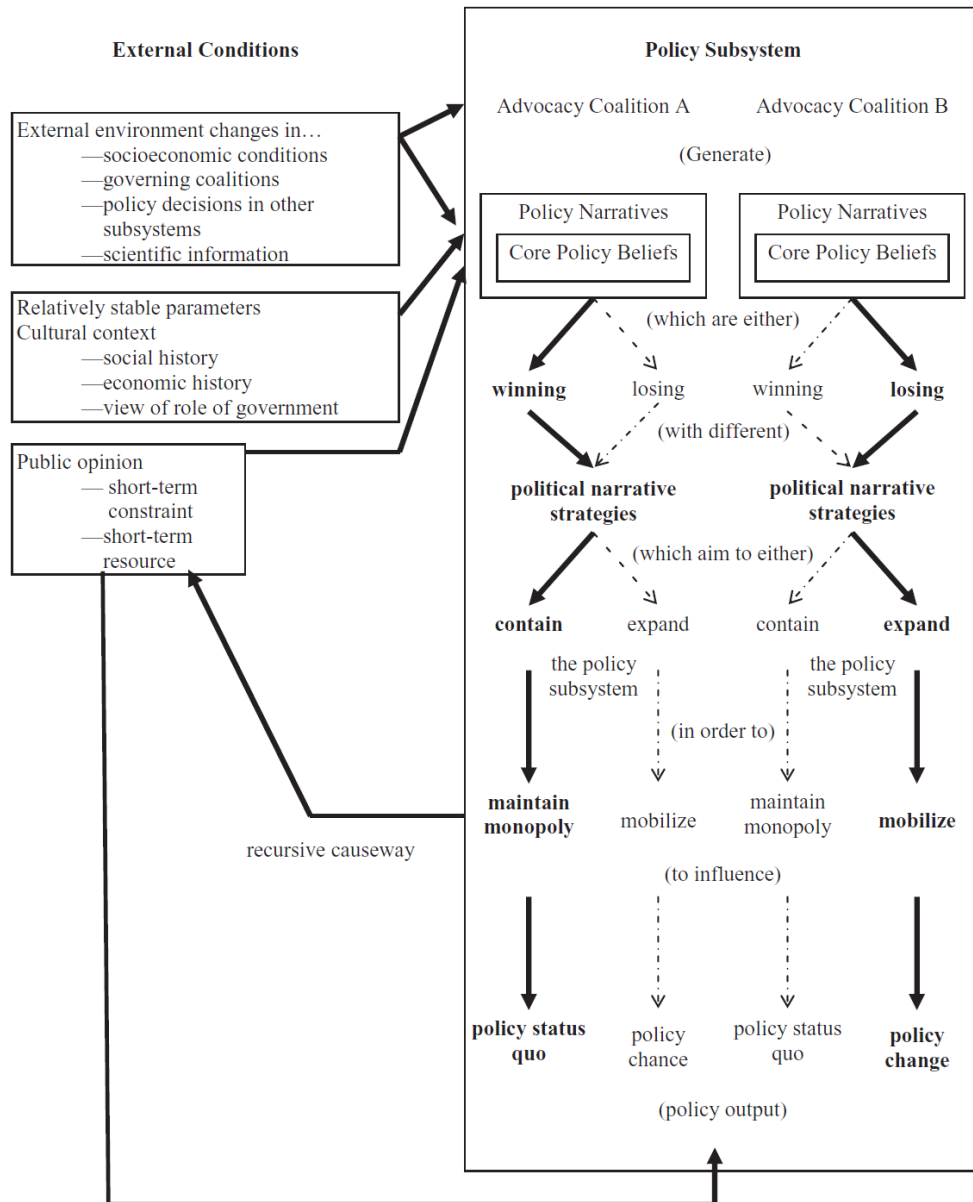 External Conditions
External environment changes in…
—socioeconomic conditions
—governing coalitions
—policy decisions in other
subsystems
—scientific information
Relatively stable parameters
Cultural context
—social history
—economic history
—view of role of government
Public opinion
— short-term
constraint
—short-term
resource
recursive causeway
Policy Subsystem
Advocacy Coalition A
Advocacy Coalition B
(Generate)
Policy Narratives
Policy Narratives
Core Policy Beliefs
Core Policy Beliefs
(which are either)
winning
losing
winning
losing
(with different)
political narrative
strategies
political narrative
strategies
(which aim to either)
contain
expand
contain
expand
the policy
subsystem
the policy
subsystem
(in order to)
maintain
monopoly
mobilize
maintain
monopoly
mobilize
(to influence)
policy status
quo
policy
chance
policy status
quo
policy
change
(policy output)